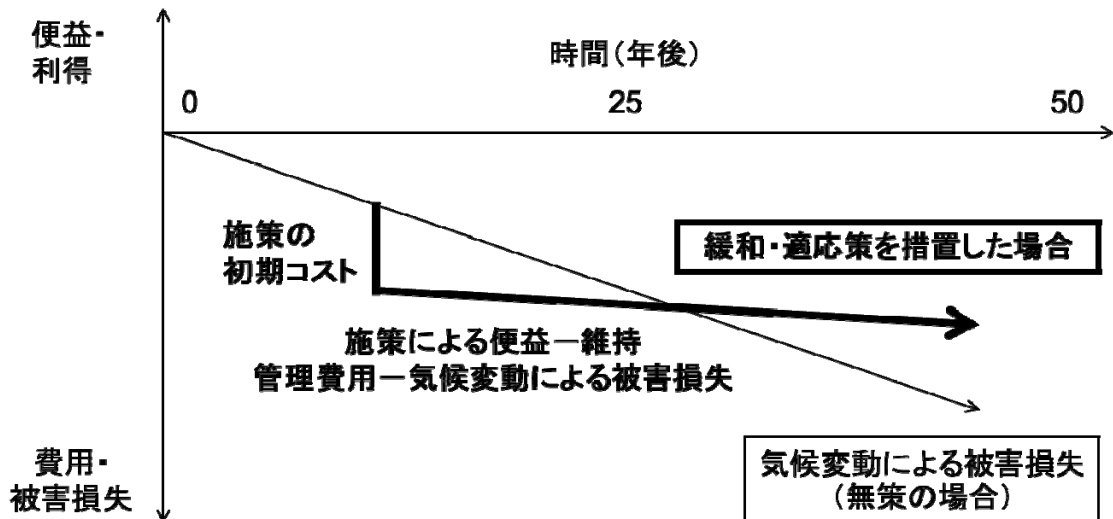 便益・
利得
時間（年後）
0
25
50
施策の
初期コスト
緩和・適応策を措置した場合
施策による便益－維持
管理費用－気候変動による被害損失
費用・
被害損失
気候変動による被害損失
（無策の場合）